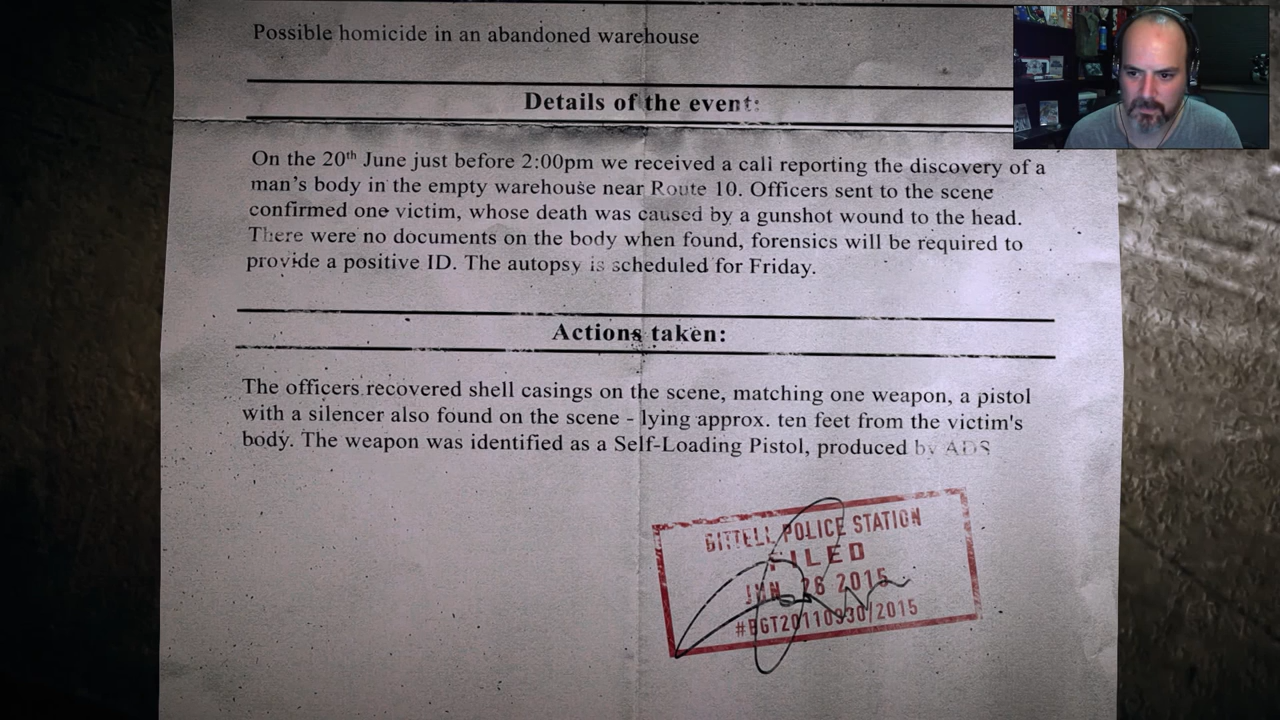 Possible homicide in an abandoned warehouse
Details of the event:
On the 20th June just before 2:00pm we received a call reporting the discovery of a
man's body in the empty warehouse near Route 10. Officers sent to the scene
confirmed one victim, whose death was caused by a gunshot wound to the head.
There were no documents on the body when found, forensics will be required to
provide a positive ID. The autopsy is scheduled for Friday.
Actions taken:
The officers recovered shell casings on the scene, matching one weapon, a pistol
with a silencer also found on the scene - lying approx. ten feet from the victim's
body. The weapon was identified as a Self-Loading Pistol, produced by ADS
POLICE STATION
FILED
26 2015